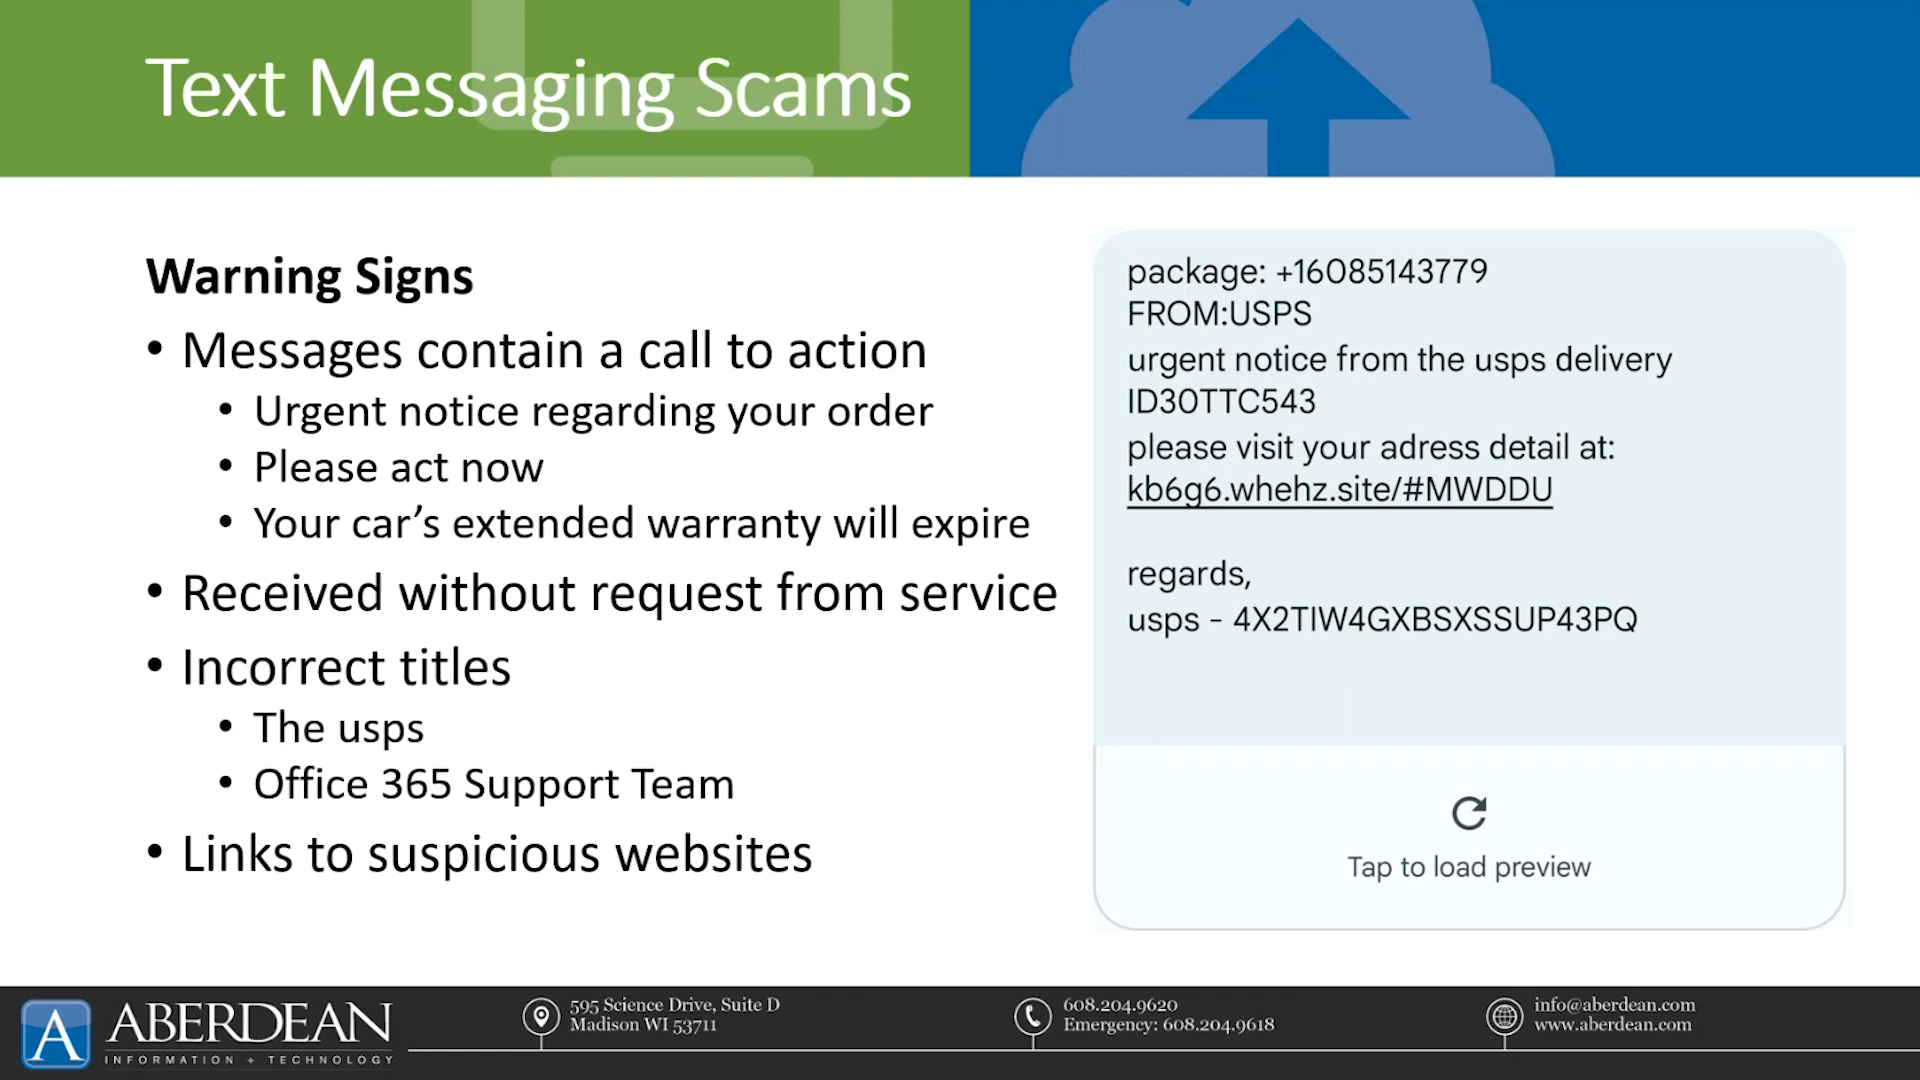 Text Messaging Scams
Warning Signs
• Messages contain a call to action
• Urgent notice regarding your order
• Please act now
• Your car’s extended warranty will expire
• Received without request from service
• Incorrect titles
• The usps
• Office 365 Support Team
• Links to suspicious websites
package: +16085143779
FROM:USPS
urgent notice from the usps delivery
ID30TTC543
please visit your adress detail at:
kb6g6.whehz.site/#MWDDU
regards,
usps - 4X2TIW4GXBSXSSUP43PQ
Tap to load preview
A ABERDEAN
INFORMATION + TECHNOLOGY
595 Science Drive, Suite D
Madison WI 53711
608.204.9620
Emergency: 608.204.9618
info@aberdean.com
www.aberdean.com